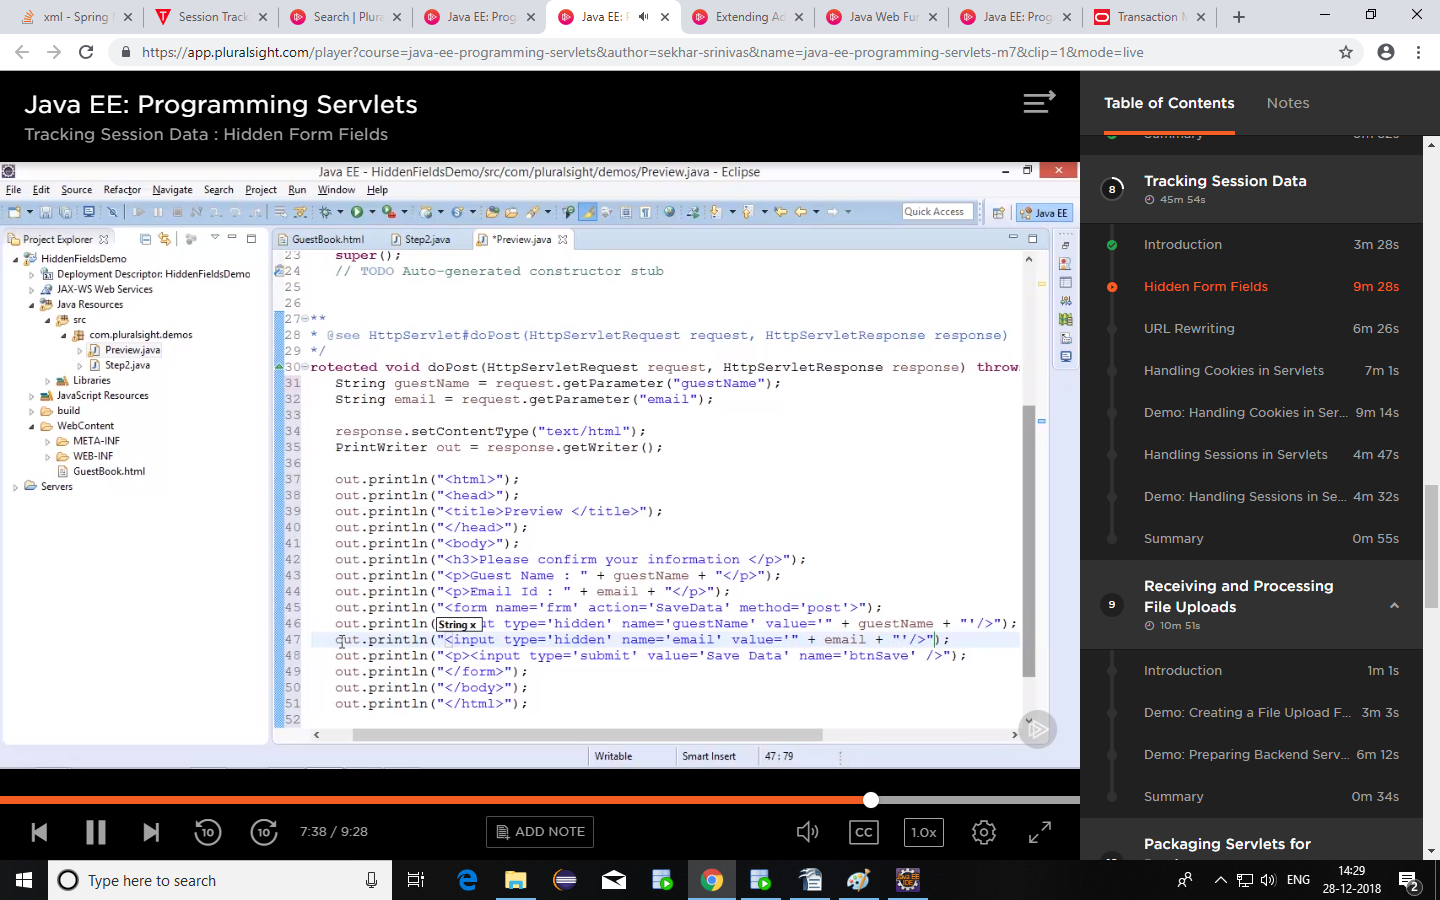 xml - Spring
Session Track
Search | Plura
Java EE: Prog
Java EE: P
Extending Ad
Java Web Fun
Java EE: Prog
Transaction
https://app.pluralsight.com/player?course=java-ee-programming-servlets&author=sekhar-srinivas&name=java-ee-programming-servlets-m7&clip=1&mode=live
Java EE: Programming Servlets
Tracking Session Data : Hidden Form Fields
Java EE - HiddenFieldsDemo/src/com/pluralsight/demos/Preview.java - Eclipse
File Edit Source Refactor Navigate Search Project Run Window Help
Quick Access
Java EE
Project Explorer
HiddenFieldsDemo
Deployment Descriptor: HiddenFieldsDemo
JAX-WS Web Services
Java Resources
src
com.pluralsight.demos
Preview.java
Step2.java
Libraries
JavaScript Resources
build
WebContent
META-INF
WEB-INF
GuestBook.html
Servers
GuestBook.html Step2.java *Preview.java
23 super();
24 // TODO Auto-generated constructor stub
25
26
27 **
28 * @see HttpServlet#doPost(HttpServletRequest request, HttpServletResponse response)
29 */
30 rotected void doPost(HttpServletRequest request, HttpServletResponse response) throw
31 String guestName = request.getParameter("guestName");
32 String email = request.getParameter("email");
33
34 response.setContentType("text/html");
35 PrintWriter out = response.getWriter();
36
37 out.println("<html>");
38 out.println("<head>");
39 out.println("<title>Preview </title>");
40 out.println("</head>");
41 out.println("<body>");
42 out.println("<h3>Please confirm your information </p>");
43 out.println("<p>Guest Name : " + guestName + "</p>");
44 out.println("<p>Email Id : " + email + "</p>");
45 out.println("<form name='frm' action='SaveData' method='post'>");
46 out.println( String x ut type='hidden' name='guestName' value='" + guestName + "'/>");
47 out.println("<input type='hidden' name='email' value='" + email + "'/>");
48 out.println("<p><input type='submit' value='Save Data' name='btnSave' />");
49 out.println("</form>");
50 out.println("</body>");
51 out.println("</html>");
52
Writable Smart Insert 47 : 79
7:38 / 9:28
10
10
ADD NOTE
CC
1.0x
Table of Contents Notes
8 Tracking Session Data
45m 54s
Introduction 3m 28s
Hidden Form Fields 9m 28s
URL Rewriting 6m 26s
Handling Cookies in Servlets 7m 1s
Demo: Handling Cookies in Ser... 9m 14s
Handling Sessions in Servlets 4m 47s
Demo: Handling Sessions in Se... 4m 32s
Summary 0m 55s
9 Receiving and Processing
File Uploads
10m 51s
Introduction 1m 1s
Demo: Creating a File Upload F... 3m 3s
Demo: Preparing Backend Serv... 6m 12s
Summary 0m 34s
Packaging Servlets for
Type here to search
ENG
14:29
28-12-2018
2